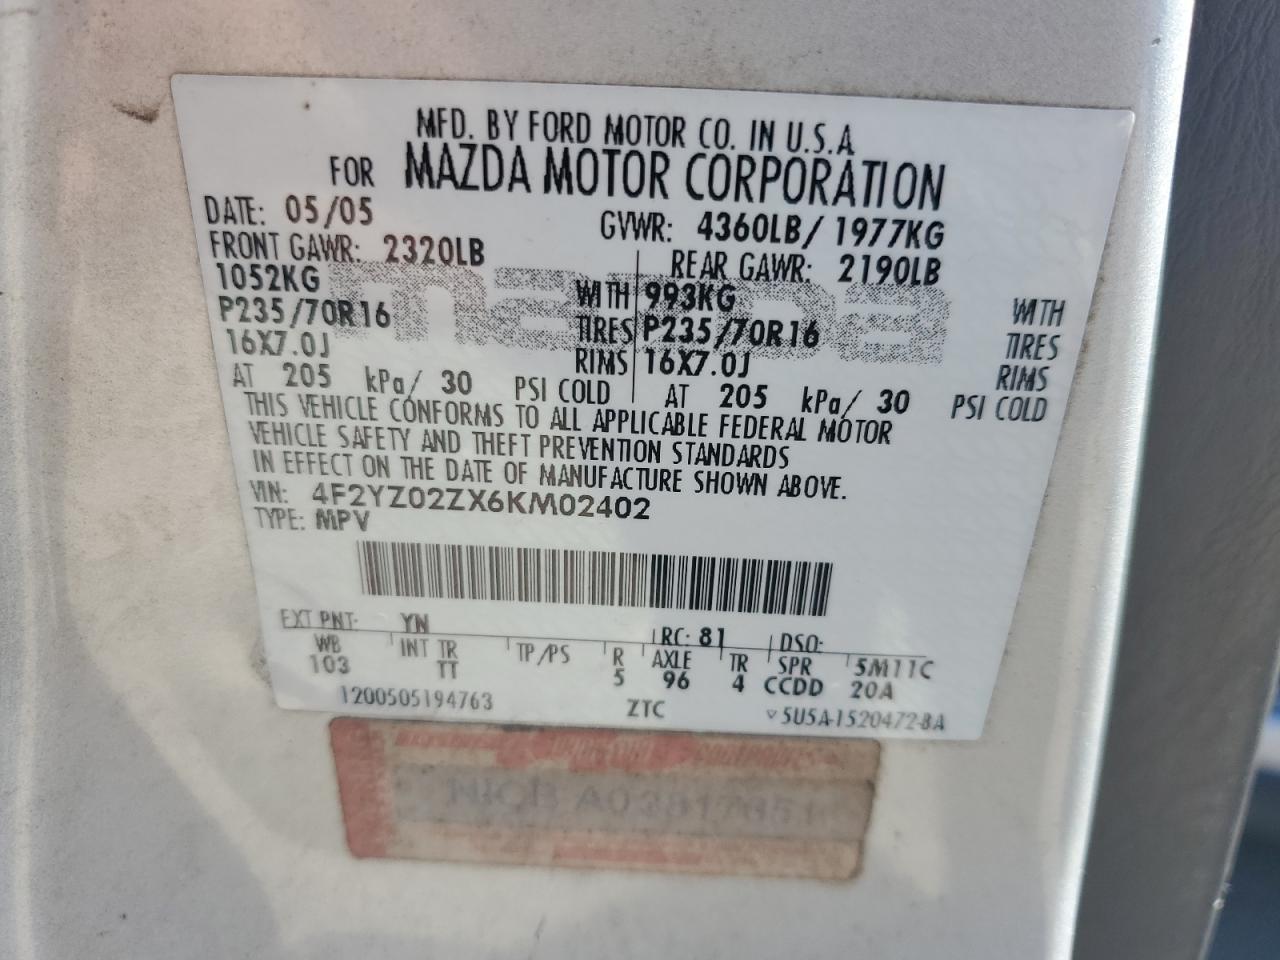 MFD. BY FORD MOTOR CO. IN U.S.A
FOR MAZDA MOTOR CORPORATION
DATE: 05/05 GVWR: 4360LB/ 1977KG
FRONT GAWR: 2320LB REAR GAWR: 2190LB
1052KG WITH 993KG WITH
P235/70R16 TIRES P235/70R16 TIRES
16X7.0J RIMS 16X7.0J RIMS
AT 205 kPa/ 30 PSI COLD AT 205 kPa/ 30 PSI COLD
THIS VEHICLE CONFORMS TO ALL APPLICABLE FEDERAL MOTOR
VEHICLE SAFETY AND THEFT PREVENTION STANDARDS
IN EFFECT ON THE DATE OF MANUFACTURE SHOWN ABOVE.
VIN: 4F2YZ02ZX6KM02402
TYPE: MPV
EXT PNT: YN RC: 81 DSO:
WB INT TR TP/PS R AXLE TR SPR 5M11C
103 TT 5 96 4 CCDD 20A
1200505194763 ZTC 5U5A-1520472-BA